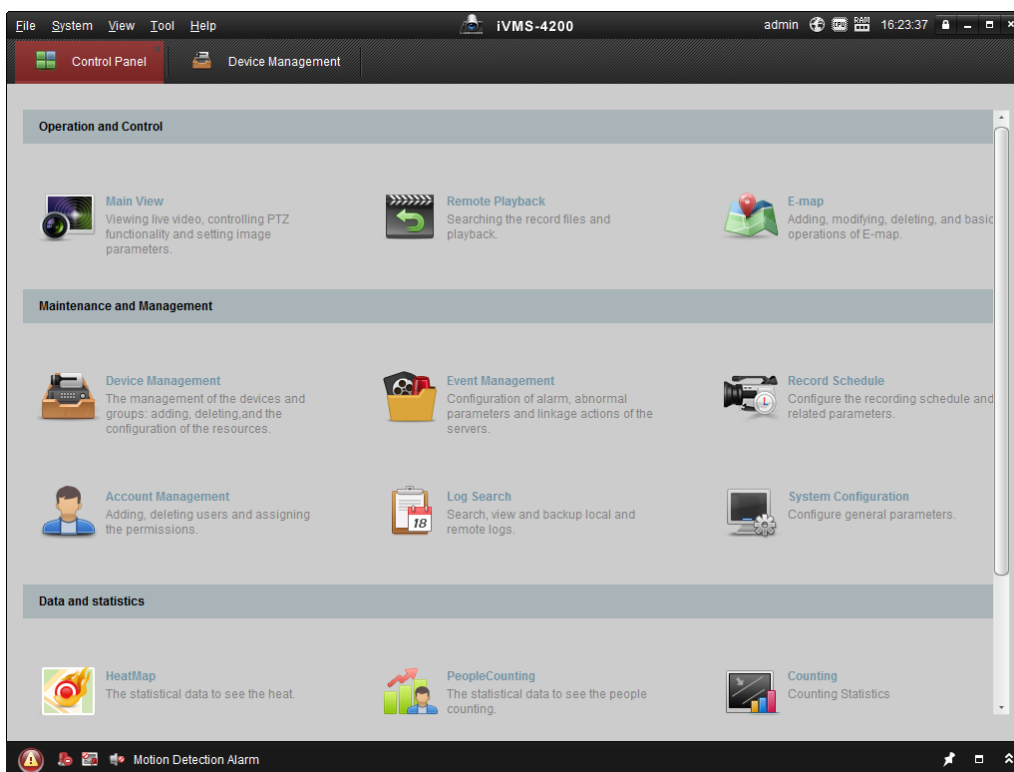 File System View Tool Help iVMS-4200 admin CPU RAM 16:23:37
Control Panel Device Management
Operation and Control
Main View
Viewing live video, controlling PTZ
functionality and setting image
parameters.
Remote Playback
Searching the record files and
playback.
E-map
Adding, modifying, deleting, and basic
operations of E-map.
Maintenance and Management
Device Management
The management of the devices and
groups: adding, deleting,and the
configuration of the resources.
Event Management
Configuration of alarm, abnormal
parameters and linkage actions of the
servers.
Record Schedule
Configure the recording schedule and
related parameters.
Account Management
Adding, deleting users and assigning
the permissions.
18
Log Search
Search, view and backup local and
remote logs.
System Configuration
Configure general parameters.
Data and statistics
HeatMap
The statistical data to see the heat.
PeopleCounting
The statistical data to see the people
counting.
Counting
Counting Statistics
Motion Detection Alarm